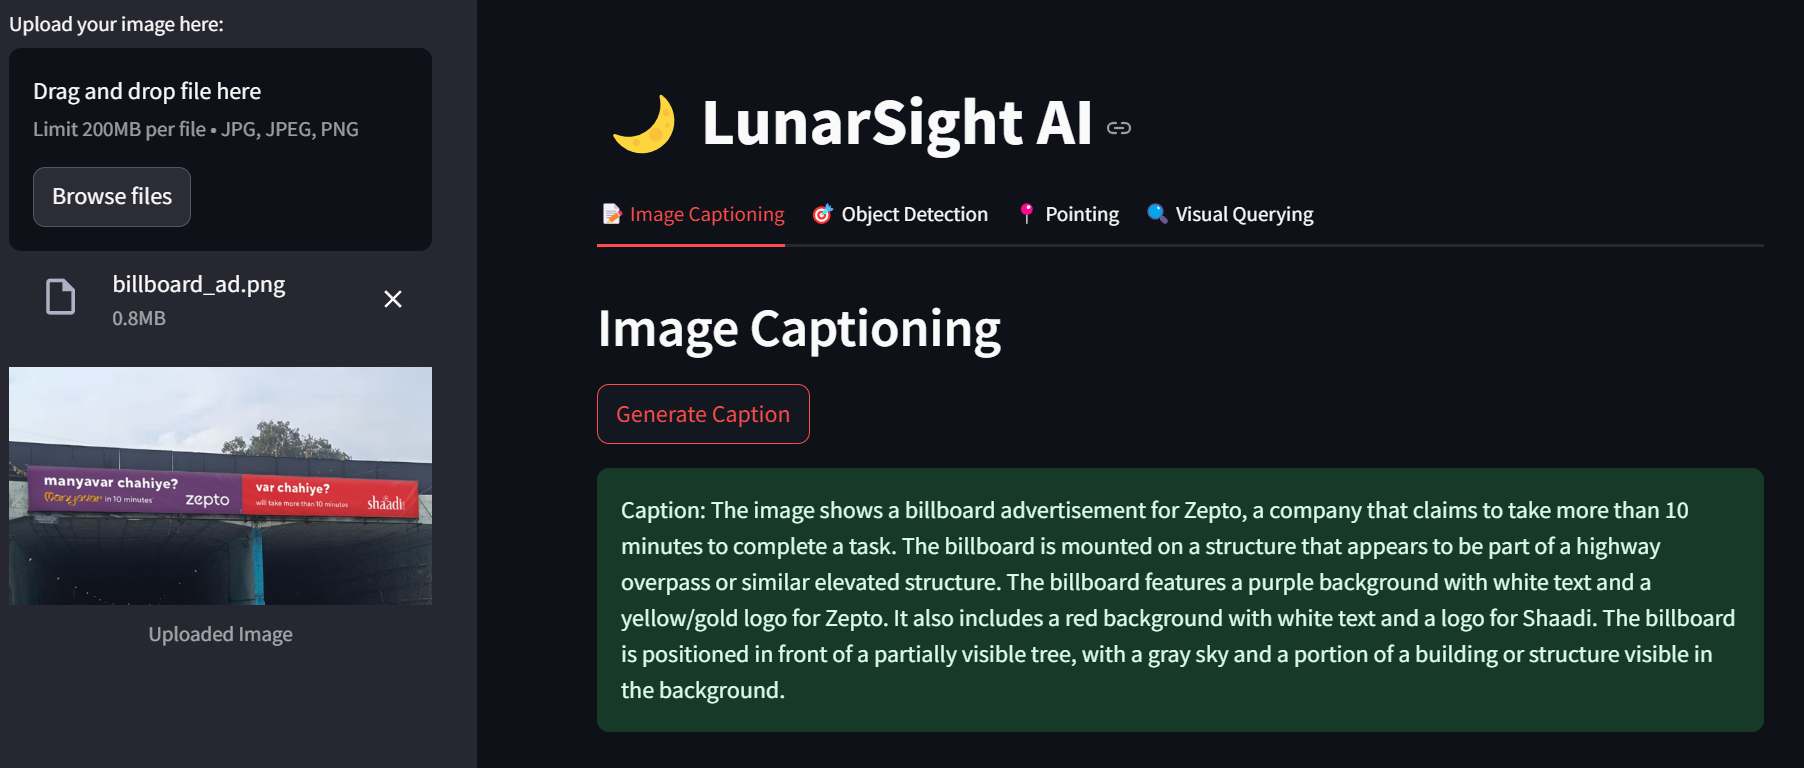 Upload your image here:
Drag and drop file here
Limit 200MB per file • JPG, JPEG, PNG
Browse files
billboard_ad.png
0.8MB
manyavar chahiye?
Manyavar in 10 minutes*
zepto
var chahiye?
will take more than 10 minutes
shaadi
Uploaded Image
🌙 LunarSight AI
📝 Image Captioning
🎯 Object Detection
📍 Pointing
🔍 Visual Querying
Image Captioning
Generate Caption
Caption: The image shows a billboard advertisement for Zepto, a company that claims to take more than 10
minutes to complete a task. The billboard is mounted on a structure that appears to be part of a highway
overpass or similar elevated structure. The billboard features a purple background with white text and a
yellow/gold logo for Zepto. It also includes a red background with white text and a logo for Shaadi. The billboard
is positioned in front of a partially visible tree, with a gray sky and a portion of a building or structure visible in
the background.